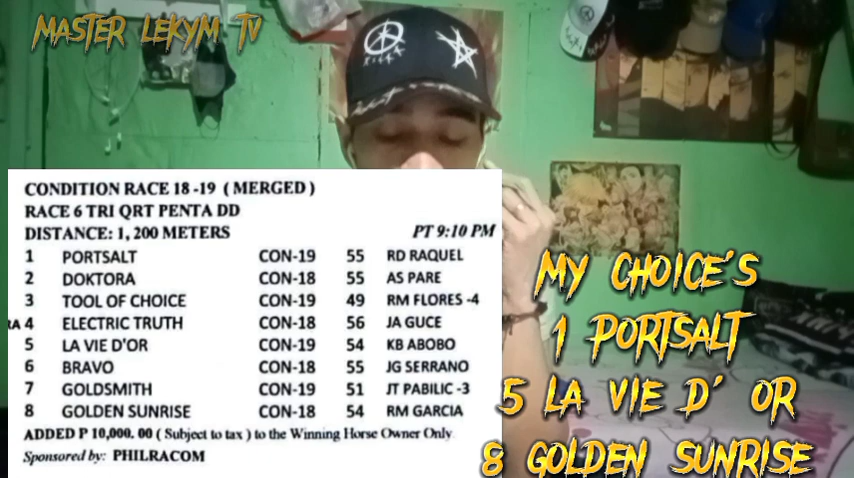 MASTER LEKYM TV
CONDITION RACE 18 -19 ( MERGED )
RACE 6 TRI QRT PENTA DD
DISTANCE: 1, 200 METERS PT 9:10 PM
1 PORTSALT CON-19 55 RD RAQUEL
2 DOKTORA CON-18 55 AS PARE
3 TOOL OF CHOICE CON-19 49 RM FLORES -4
RA 4 ELECTRIC TRUTH CON-18 56 JA GUCE
5 LA VIE D'OR CON-19 54 KB ABOBO
6 BRAVO CON-18 55 JG SERRANO
7 GOLDSMITH CON-19 51 JT PABILIC -3
8 GOLDEN SUNRISE CON-18 54 RM GARCIA
ADDED P 10,000. 00 ( Subject to tax ) to the Winning Horse Owner Only
Sponsored by: PHILRACOM
MY CHOICE'S
1 PORTSALT
5 LA VIE D' OR
8 GOLDEN SUNRISE